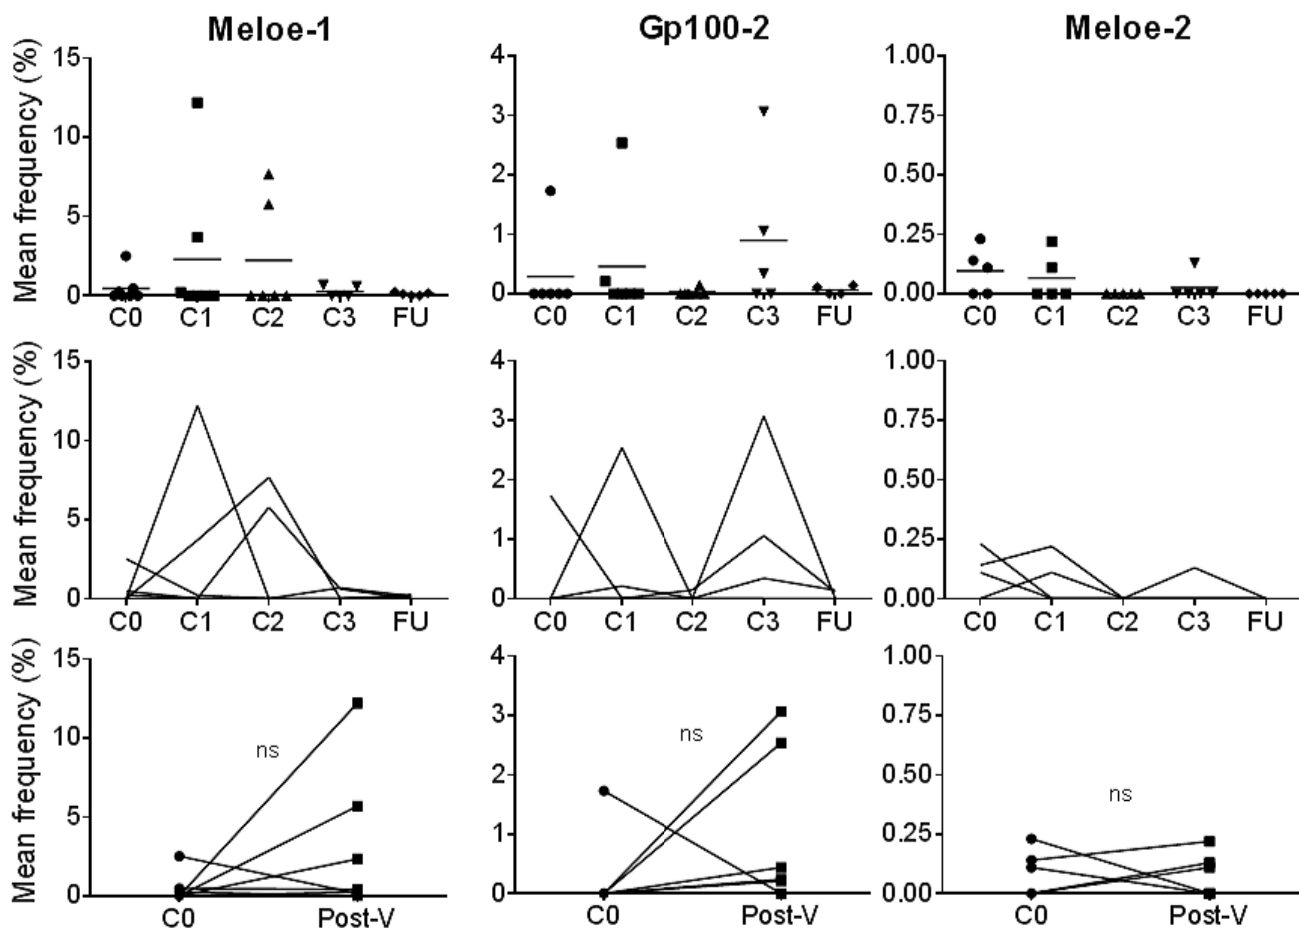 Meloe-1 Gp100-2 Meloe-2
Mean frequency (%)
15 4 1.00
10 3 0.75
2 0.50
5 1 0.25
0 0 0.00
C0 C1 C2 C3 FU C0 C1 C2 C3 FU C0 C1 C2 C3 FU
Mean frequency (%)
15 4 1.00
10 3 0.75
2 0.50
5 1 0.25
0 0 0.00
C0 C1 C2 C3 FU C0 C1 C2 C3 FU C0 C1 C2 C3 FU
Mean frequency (%)
15 4 1.00
10 3 0.75
ns ns ns
2 0.50
5 1 0.25
0 0 0.00
C0 Post-V C0 Post-V C0 Post-V